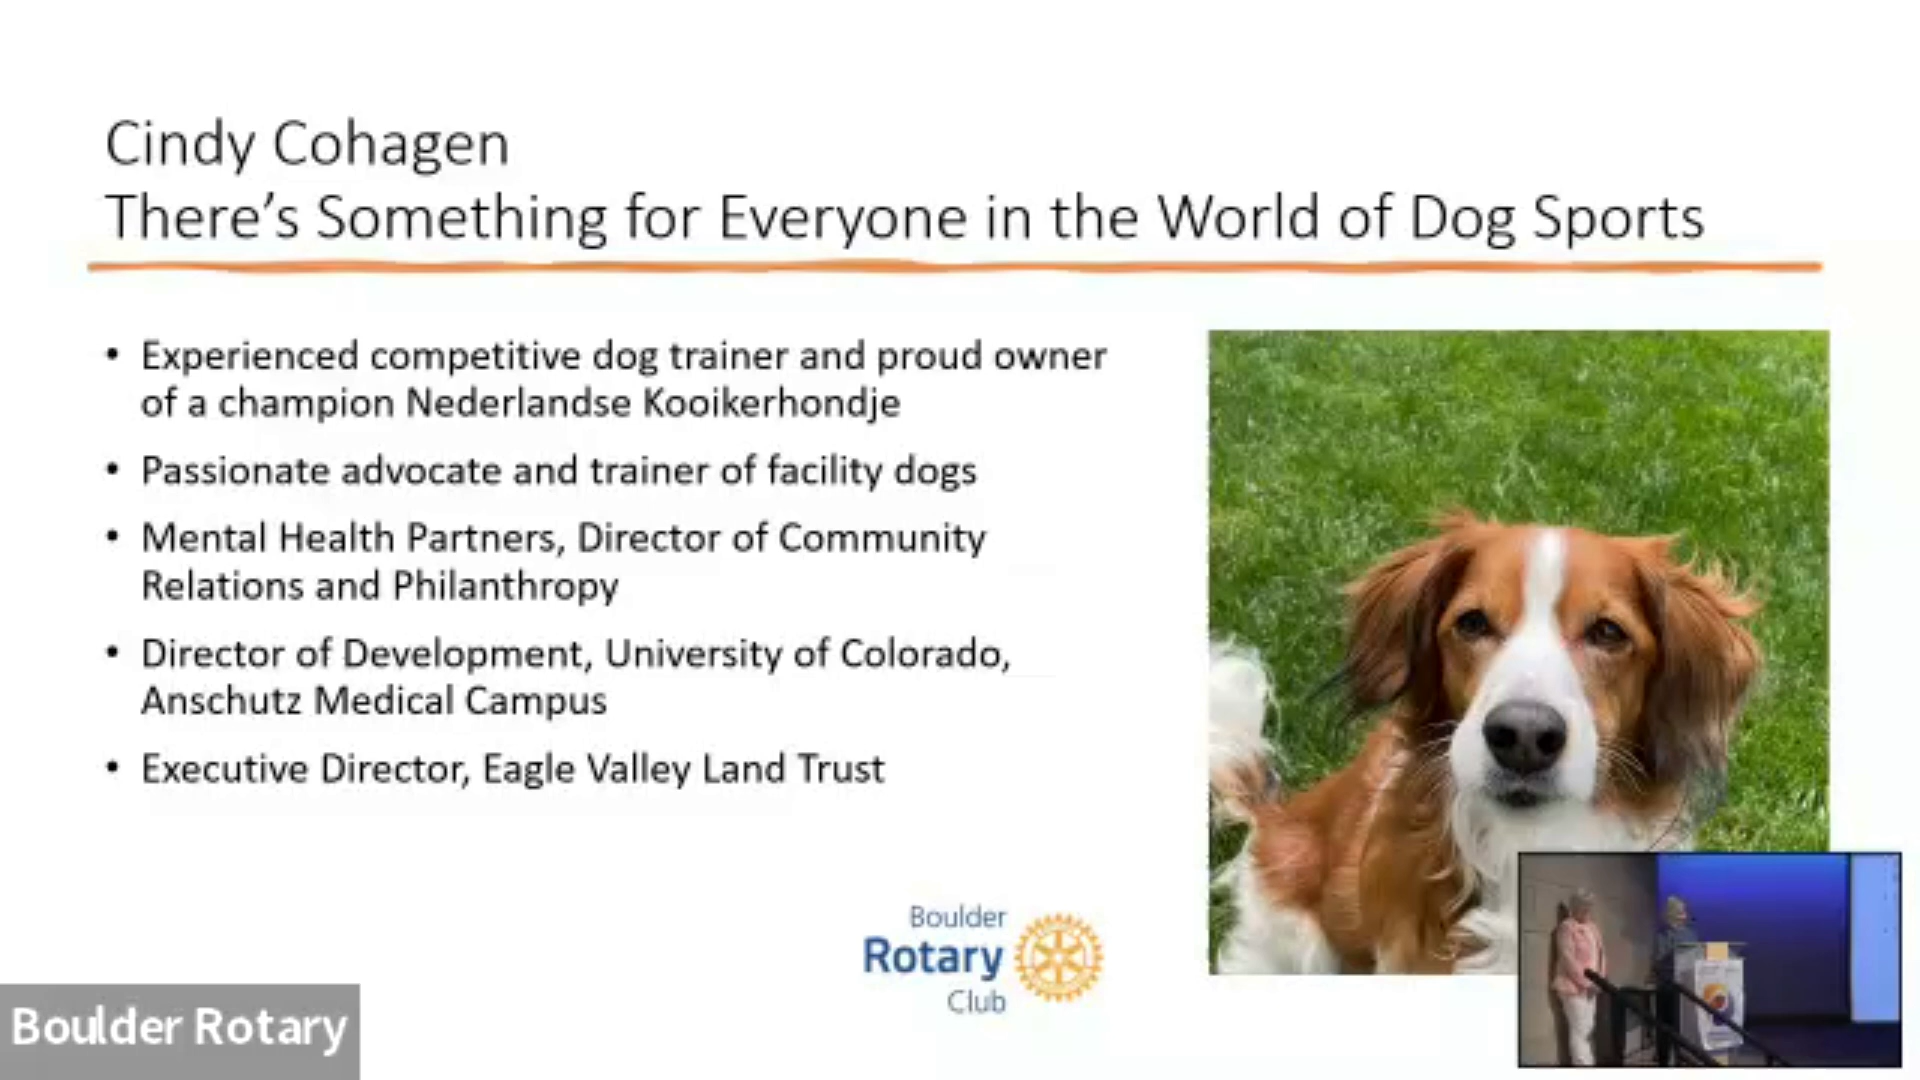 Cindy Cohagen
There’s Something for Everyone in the World of Dog Sports
• Experienced competitive dog trainer and proud owner
of a champion Nederlandse Kooikerhondje
• Passionate advocate and trainer of facility dogs
• Mental Health Partners, Director of Community
Relations and Philanthropy
• Director of Development, University of Colorado,
Anschutz Medical Campus
• Executive Director, Eagle Valley Land Trust
Boulder
Rotary
Club
Boulder Rotary